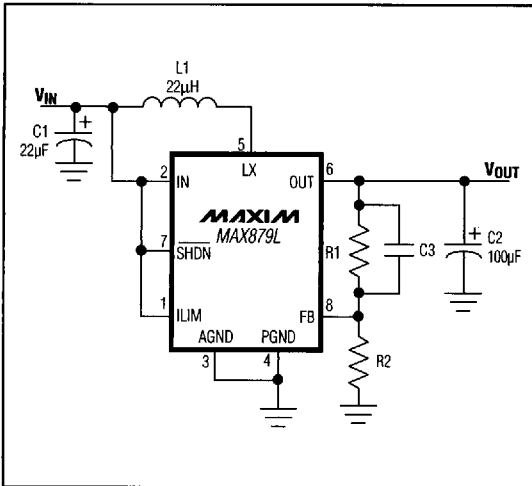 L1
22µH
VIN
C1
22µF
+
5
LX
2
IN
OUT
6
VOUT
MAXIM
MAX879L
7
SHDN
R1
C3
+
C2
100µF
1
ILIM
FB
8
AGND
PGND
3
4
R2